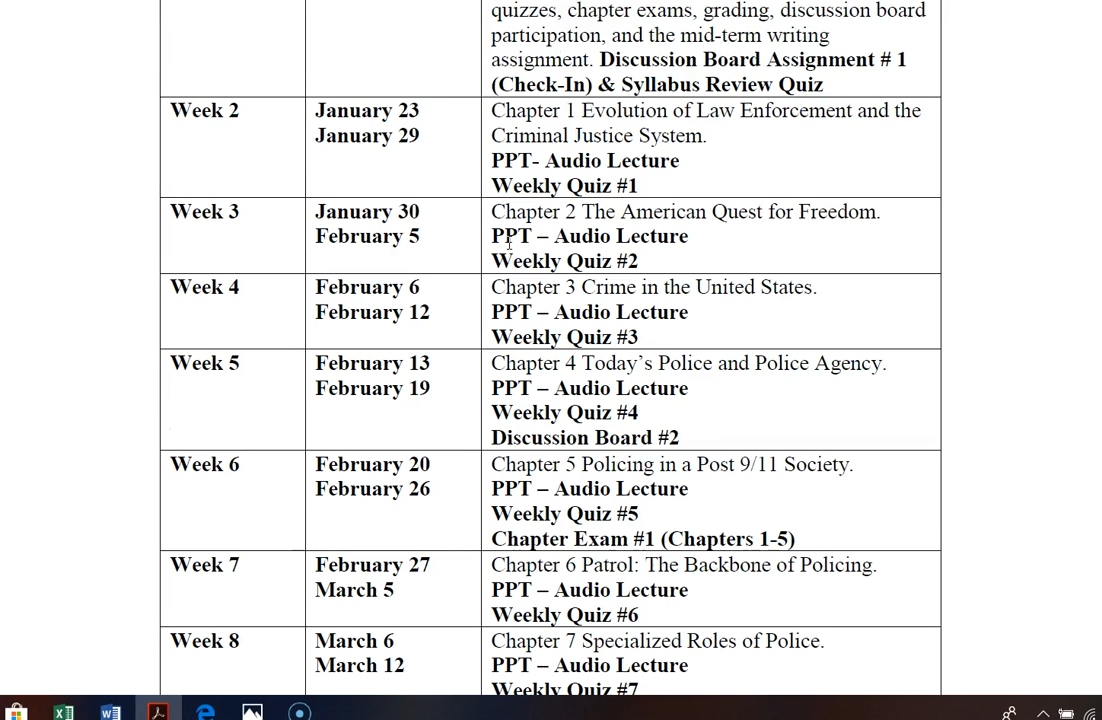 quizzes, chapter exams, grading, discussion board
participation, and the mid-term writing
assignment. Discussion Board Assignment # 1
(Check-In) & Syllabus Review Quiz
Week 2
January 23
January 29
Chapter 1 Evolution of Law Enforcement and the
Criminal Justice System.
PPT- Audio Lecture
Weekly Quiz #1
Week 3
January 30
February 5
Chapter 2 The American Quest for Freedom.
PPT – Audio Lecture
Weekly Quiz #2
Week 4
February 6
February 12
Chapter 3 Crime in the United States.
PPT – Audio Lecture
Weekly Quiz #3
Week 5
February 13
February 19
Chapter 4 Today’s Police and Police Agency.
PPT – Audio Lecture
Weekly Quiz #4
Discussion Board #2
Week 6
February 20
February 26
Chapter 5 Policing in a Post 9/11 Society.
PPT – Audio Lecture
Weekly Quiz #5
Chapter Exam #1 (Chapters 1-5)
Week 7
February 27
March 5
Chapter 6 Patrol: The Backbone of Policing.
PPT – Audio Lecture
Weekly Quiz #6
Week 8
March 6
March 12
Chapter 7 Specialized Roles of Police.
PPT – Audio Lecture
Weekly Quiz #7